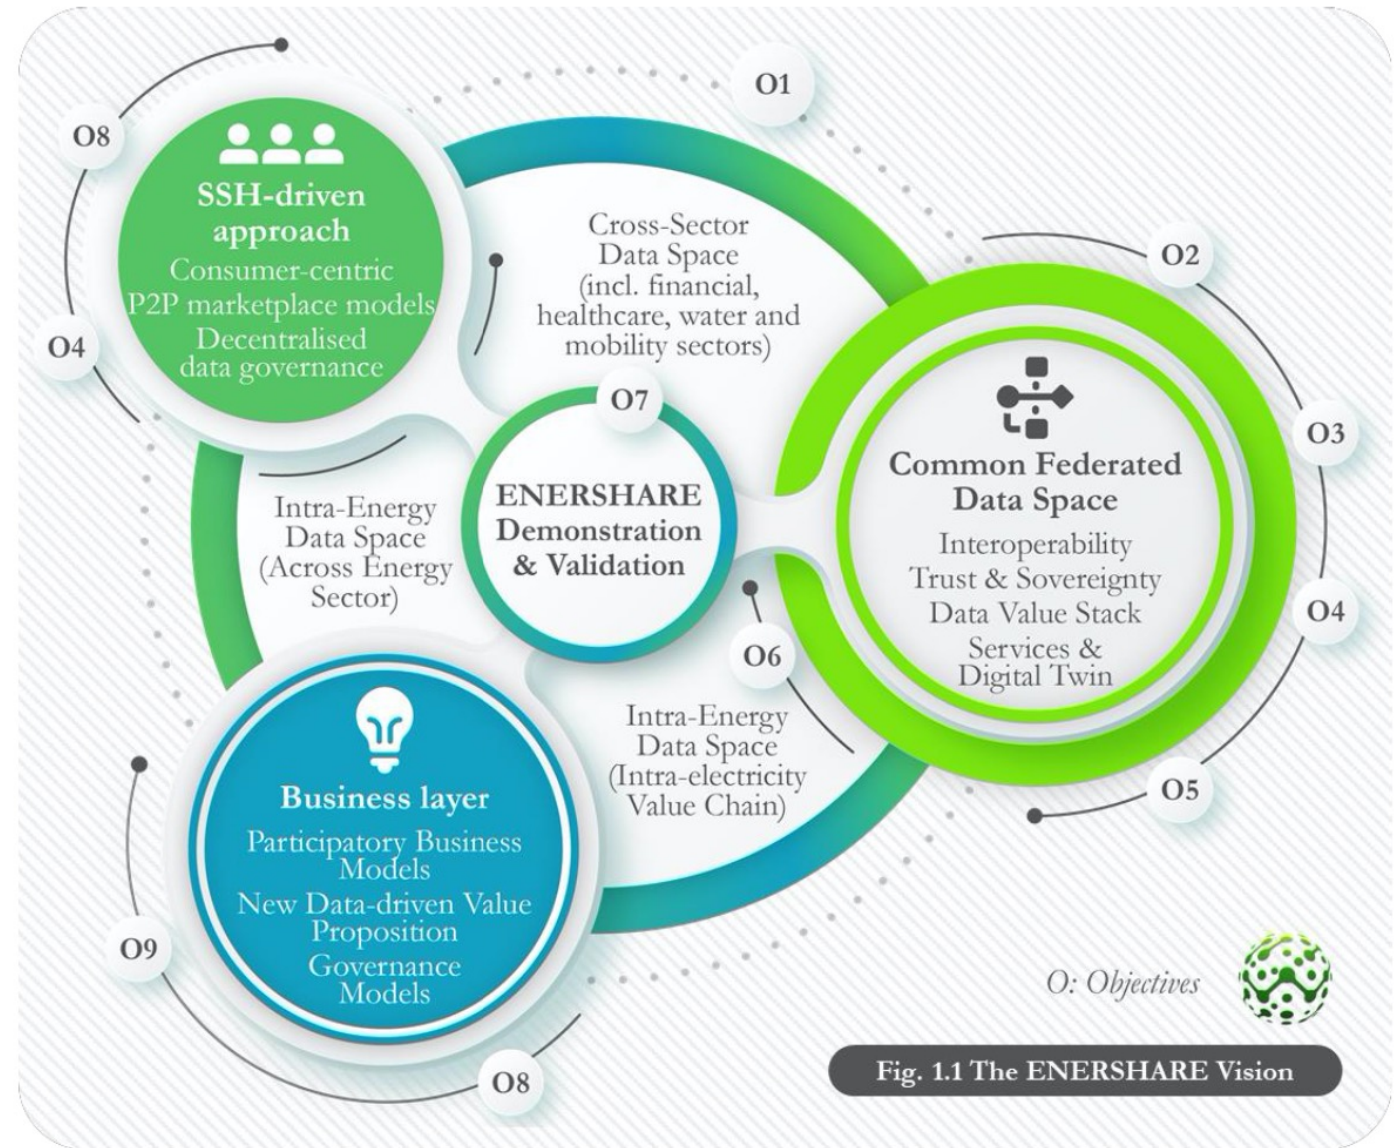 O1
O8
SSH-driven
approach
Consumer-centric
P2P marketplace models
Decentralised
data governance
O4
Cross-Sector
Data Space
(incl. financial,
healthcare, water and
mobility sectors)
O2
O3
O4
O5
Common Federated
Data Space
Interoperability
Trust & Sovereignty
Data Value Stack
Services &
Digital Twin
O7
ENERSHARE
Demonstration
& Validation
Intra-Energy
Data Space
(Across Energy
Sector)
O6
Intra-Energy
Data Space
(Intra-electricity
Value Chain)
Business layer
Participatory Business
Models
New Data-driven Value
Proposition
Governance
Models
O9
O8
O: Objectives
Fig. 1.1 The ENERSHARE Vision